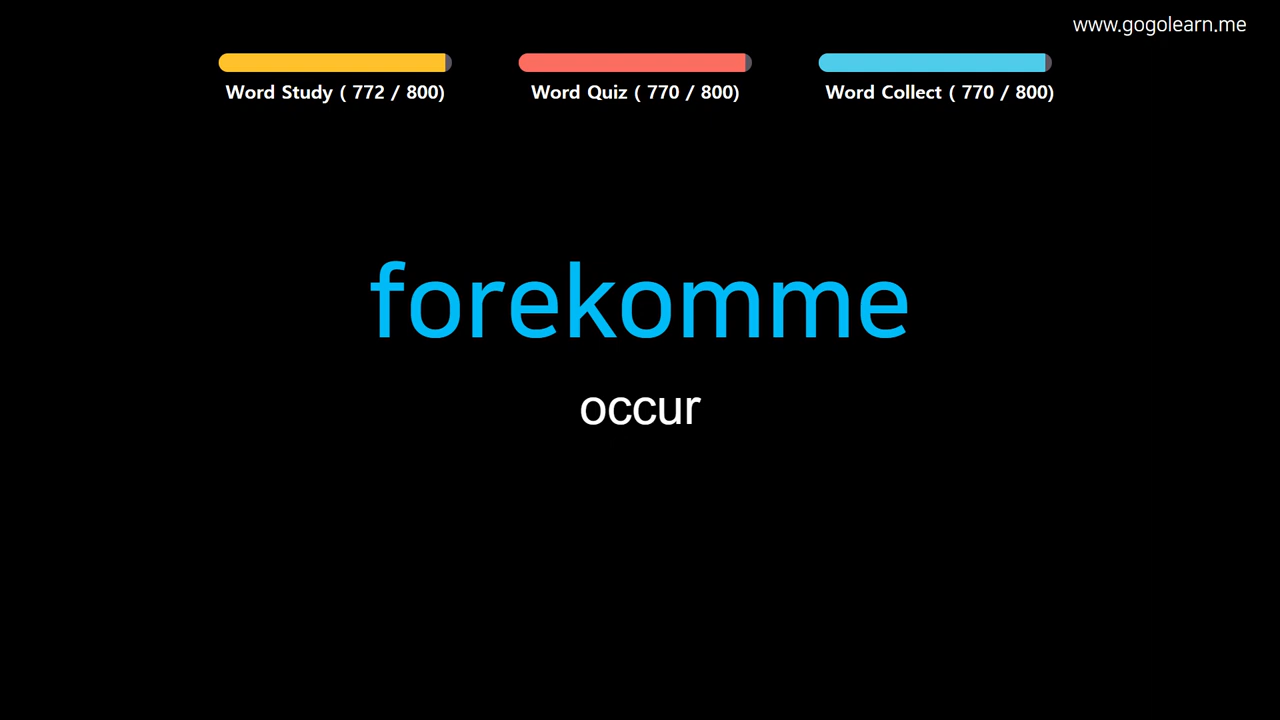 www.gogolearn.me
Word Study ( 772 / 800)
Word Quiz ( 770 / 800)
Word Collect ( 770 / 800)
forekomme
occur